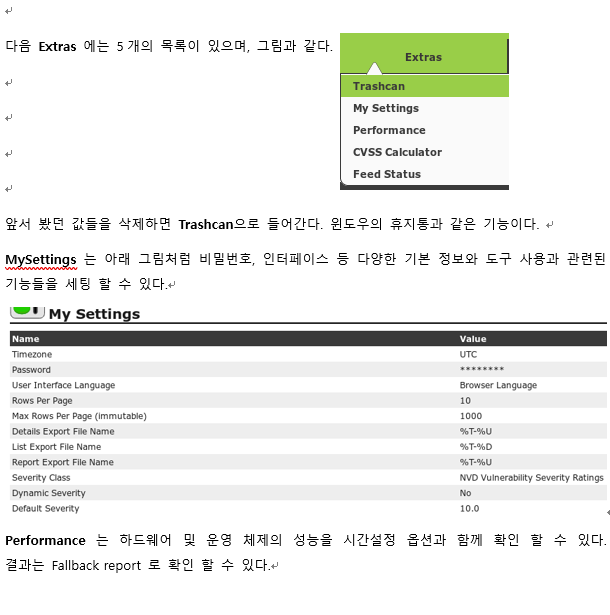 다음 Extras 에는 5개의 목록이 있으며, 그림과 같다.
Extras
Trashcan
My Settings
Performance
CVSS Calculator
Feed Status
앞서 봤던 값들을 삭제하면 Trashcan으로 들어간다. 윈도우의 휴지통과 같은 기능이다.
MySettings 는 아래 그림처럼 비밀번호, 인터페이스 등 다양한 기본 정보와 도구 사용과 관련된
기능들을 세팅 할 수 있다.
My Settings
Name Value
Timezone UTC
Password ********
User Interface Language Browser Language
Rows Per Page 10
Max Rows Per Page (immutable) 1000
Details Export File Name %T-%U
List Export File Name %T-%D
Report Export File Name %T-%U
Severity Class NVD Vulnerability Severity Ratings
Dynamic Severity No
Default Severity 10.0
Performance 는 하드웨어 및 운영 체제의 성능을 시간설정 옵션과 함께 확인 할 수 있다.
결과는 Fallback report 로 확인 할 수 있다.